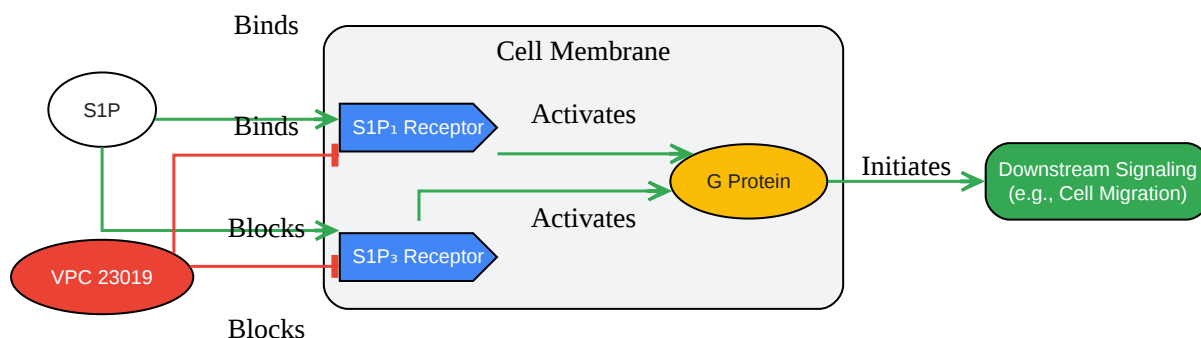 Binds
Cell Membrane
S1P
Binds
S1P₁ Receptor
Activates
G Protein
Initiates
Downstream Signaling
(e.g., Cell Migration)
Activates
Blocks
S1P₃ Receptor
VPC 23019
Blocks